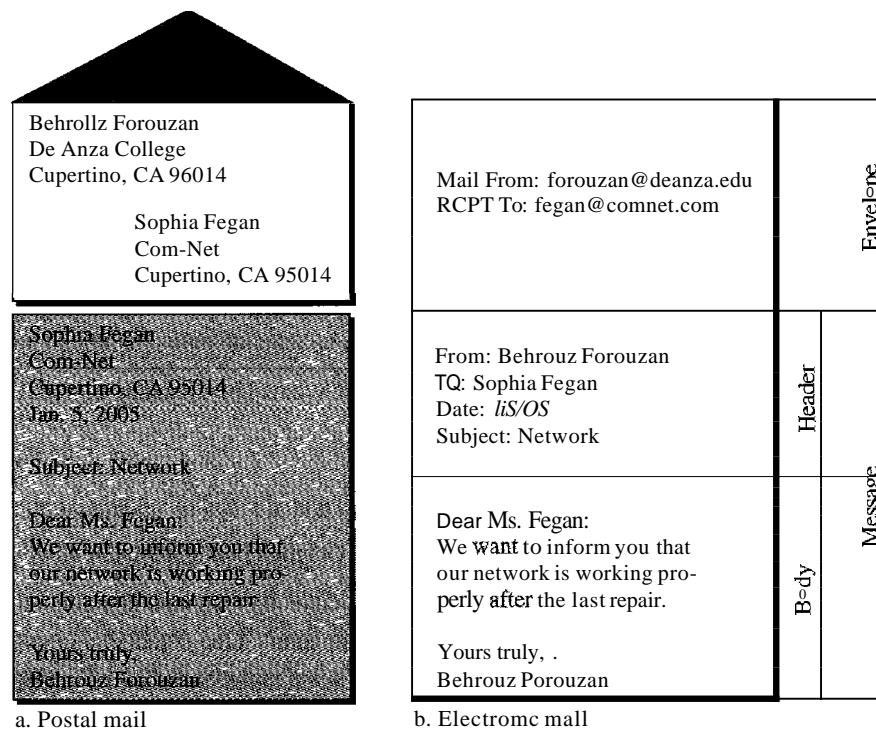 Behrollz Forouzan
De Anza College
Cupertino, CA 96014
Sophia Fegan
Com-Net
Cupertino, CA 95014
Sophia Fegan
Com-Net
Cupertino, CA 95014
Jan. 5, 2005
Subject: Network
Dear Ms. Fegan:
We want to inform you that
our network is working pro-
perly after the last repair.
Yours truly,
Behrouz Forouzan
a. Postal mail
Mail From: forouzan@deanza.edu
RCPT To: fegan@comnet.com
Envelope
From: Behrouz Forouzan
TQ: Sophia Fegan
Date: liS/OS
Subject: Network
Header
Dear Ms. Fegan:
We want to inform you that
our network is working pro-
perly after the last repair.
Yours truly, .
Behrouz Porouzan
Body
Message
b. Electromc mall